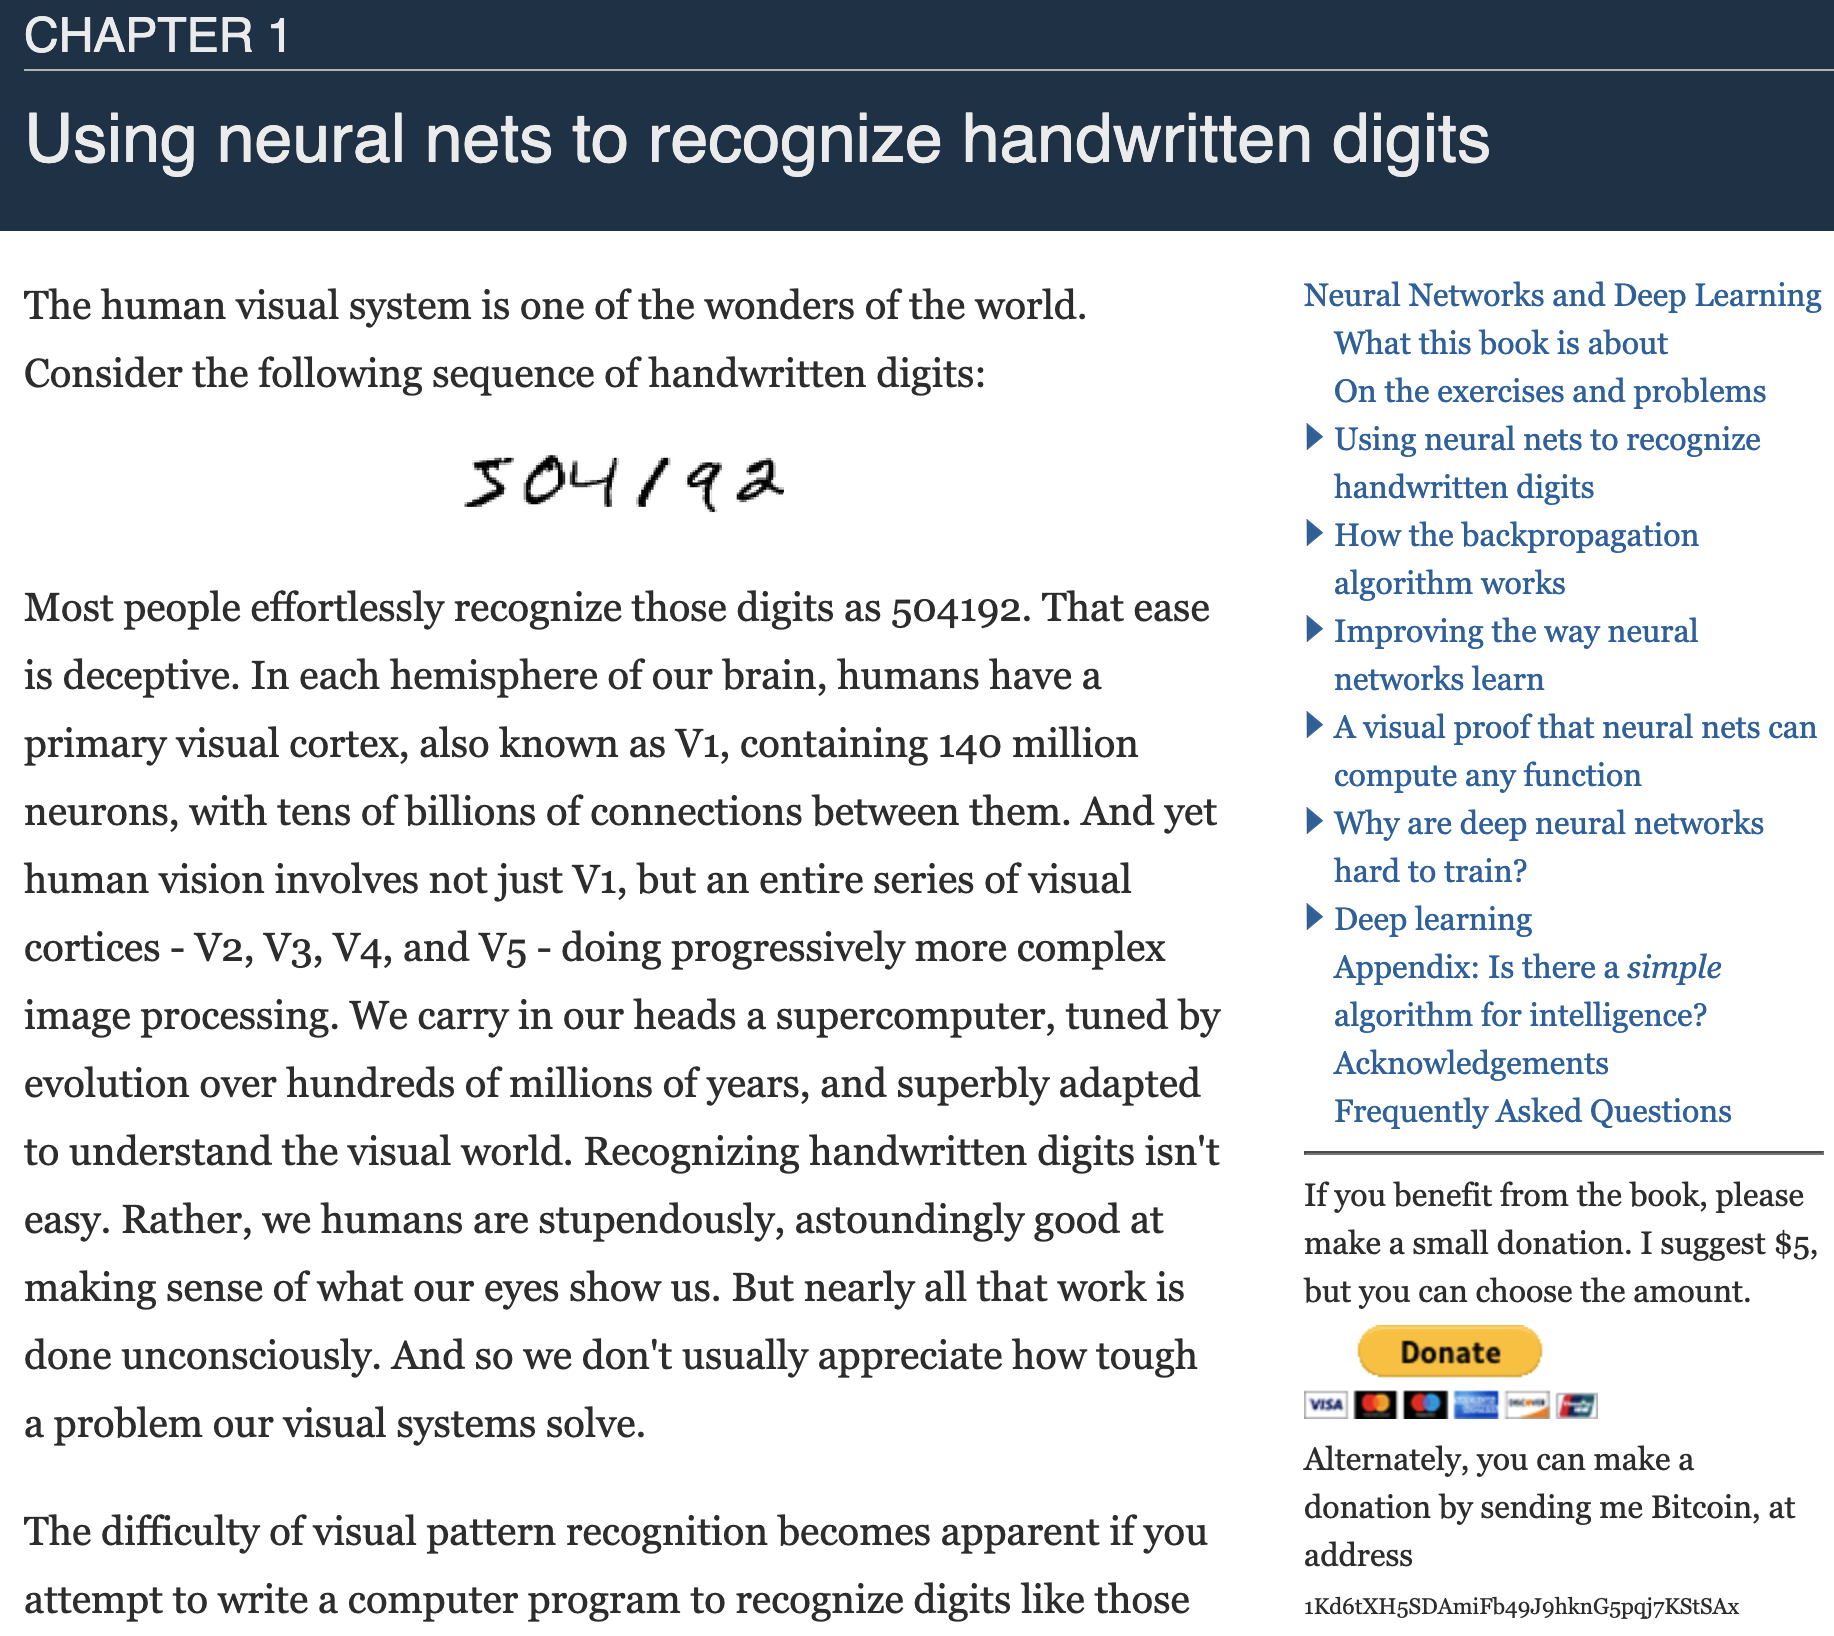 CHAPTER 1
Using neural nets to recognize handwritten digits
The human visual system is one of the wonders of the world.
Consider the following sequence of handwritten digits:
504192
Most people effortlessly recognize those digits as 504192. That ease
is deceptive. In each hemisphere of our brain, humans have a
primary visual cortex, also known as V1, containing 140 million
neurons, with tens of billions of connections between them. And yet
human vision involves not just V1, but an entire series of visual
cortices - V2, V3, V4, and V5 - doing progressively more complex
image processing. We carry in our heads a supercomputer, tuned by
evolution over hundreds of millions of years, and superbly adapted
to understand the visual world. Recognizing handwritten digits isn't
easy. Rather, we humans are stupendously, astoundingly good at
making sense of what our eyes show us. But nearly all that work is
done unconsciously. And so we don't usually appreciate how tough
a problem our visual systems solve.
The difficulty of visual pattern recognition becomes apparent if you
attempt to write a computer program to recognize digits like those
Neural Networks and Deep Learning
What this book is about
On the exercises and problems
Using neural nets to recognize
handwritten digits
How the backpropagation
algorithm works
Improving the way neural
networks learn
A visual proof that neural nets can
compute any function
Why are deep neural networks
hard to train?
Deep learning
Appendix: Is there a simple
algorithm for intelligence?
Acknowledgements
Frequently Asked Questions
If you benefit from the book, please
make a small donation. I suggest $5,
but you can choose the amount.
Donate
VISA DISCOVER
Alternately, you can make a
donation by sending me Bitcoin, at
address
1Kd6tXH5SDAmiFb49J9hknG5pqj7KStSAx